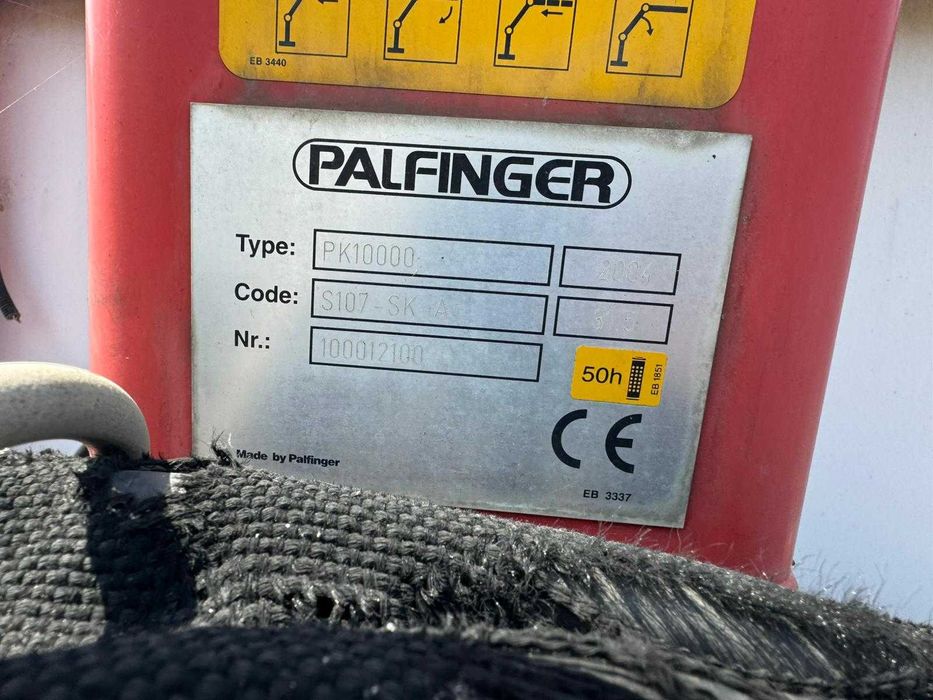 EB 3440
PALFINGER
Type: PK10000 2004
Code: S107-SK-A
Nr.: 100012100
50h EB 1851
CE
Made by Palfinger
EB 3337